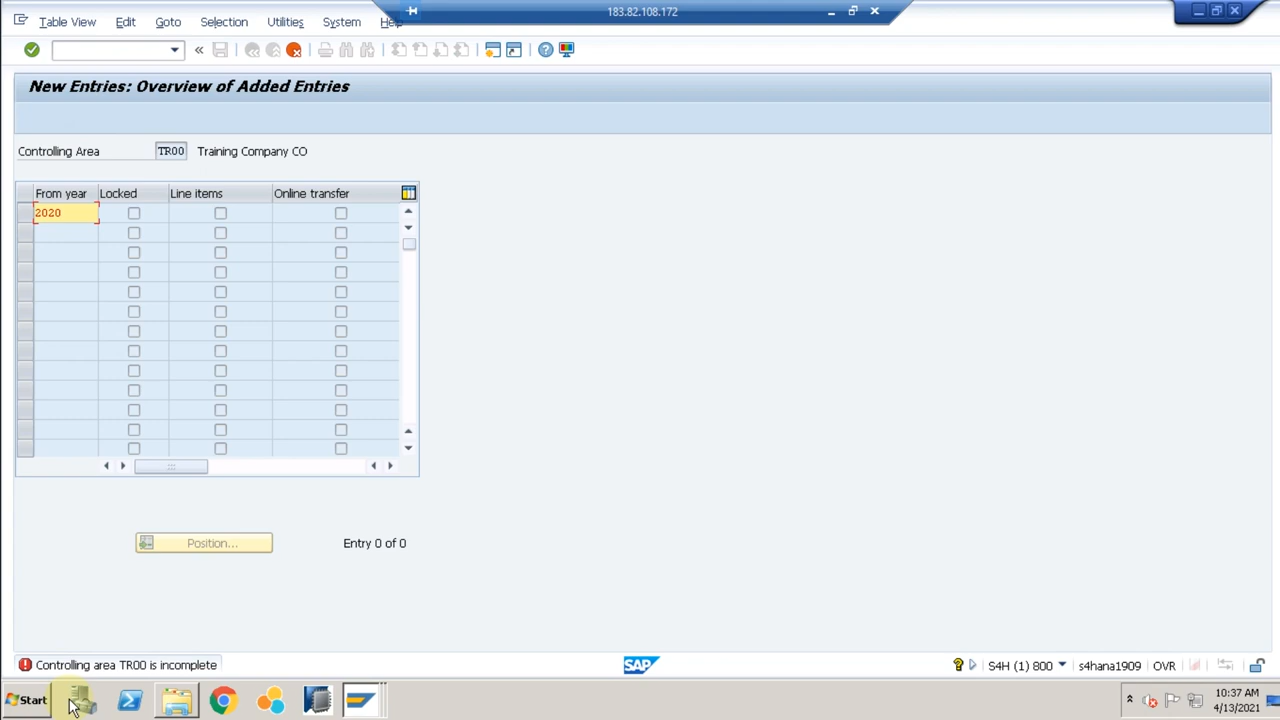 183.82.108.172
Table View Edit Goto Selection Utilities System Help
New Entries: Overview of Added Entries
Controlling Area TR00 Training Company CO
From year Locked Line items Online transfer
2020
Position... Entry 0 of 0
Controlling area TR00 is incomplete SAP S4H (1) 800 s4hana1909 OVR
Start 10:37 AM
4/13/2021